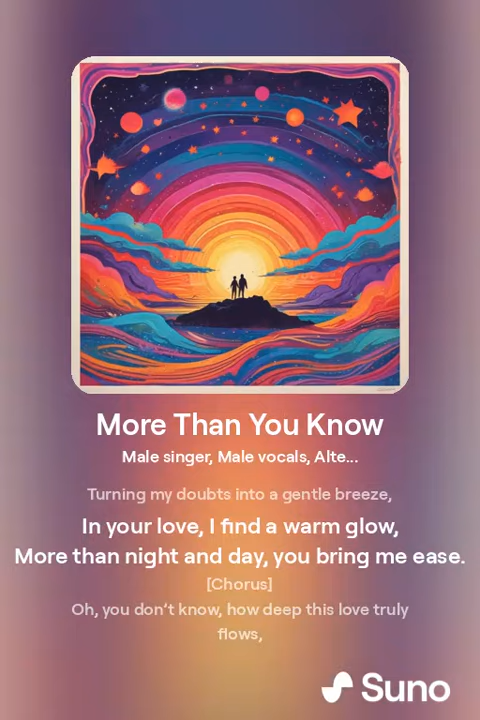 More Than You Know
Male singer, Male vocals, Alte...
Turning my doubts into a gentle breeze,
In your love, I find a warm glow,
More than night and day, you bring me ease.
[Chorus]
Oh, you don't know, how deep this love truly
flows,
Suno